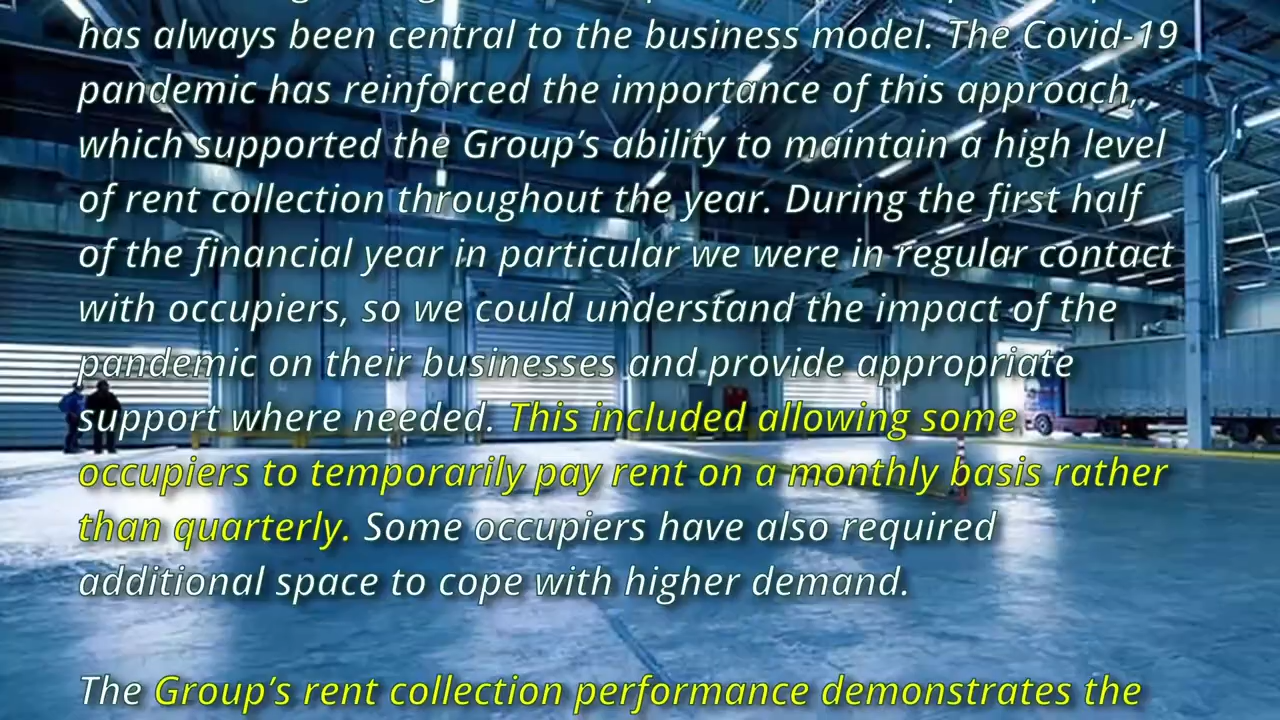 has always been central to the business model. The Covid-19
pandemic has reinforced the importance of this approach,
which supported the Group’s ability to maintain a high level
of rent collection throughout the year. During the first half
of the financial year in particular we were in regular contact
with occupiers, so we could understand the impact of the
pandemic on their businesses and provide appropriate
support where needed. This included allowing some
occupiers to temporarily pay rent on a monthly basis rather
than quarterly. Some occupiers have also required
additional space to cope with higher demand.
The Group’s rent collection performance demonstrates the